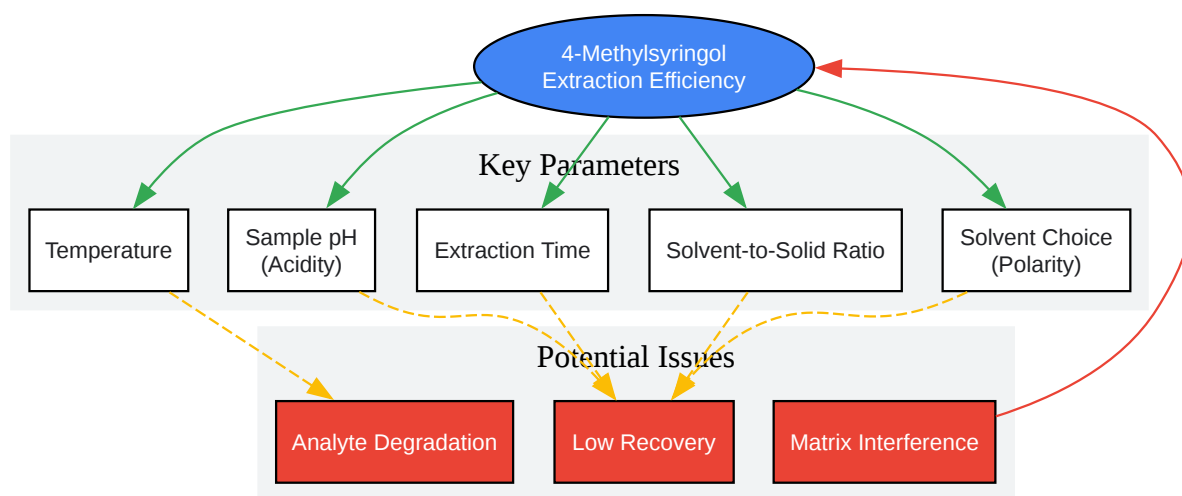 4-Methylsyringol
Extraction Efficiency
Key Parameters
Temperature
Sample pH
(Acidity)
Extraction Time
Solvent-to-Solid Ratio
Solvent Choice
(Polarity)
Potential Issues
Analyte Degradation
Low Recovery
Matrix Interference